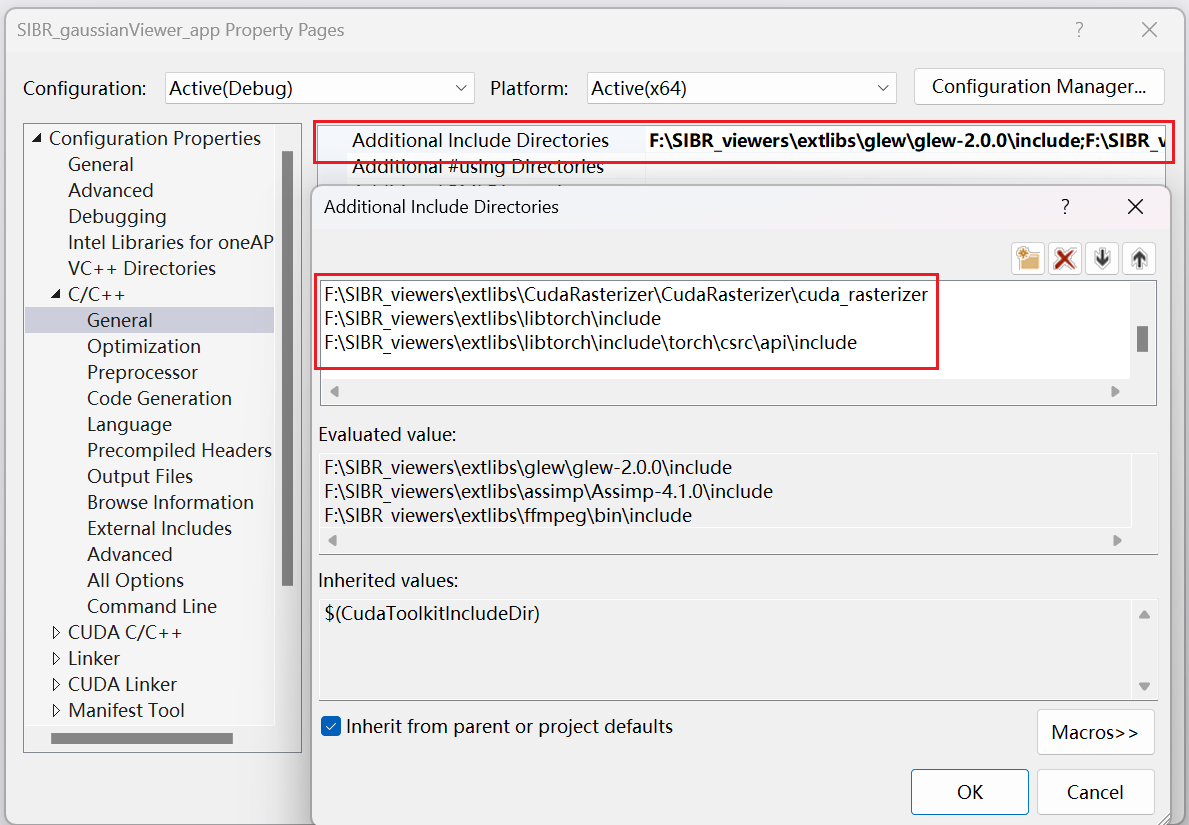 SIBR_gaussianViewer_app Property Pages
?
Configuration: Active(Debug) Platform: Active(x64) Configuration Manager...
Configuration Properties
General
Advanced
Debugging
Intel Libraries for oneAP
VC++ Directories
C/C++
General
Optimization
Preprocessor
Code Generation
Language
Precompiled Headers
Output Files
Browse Information
External Includes
Advanced
All Options
Command Line
CUDA C/C++
Linker
CUDA Linker
Manifest Tool
Additional Include Directories F:\SIBR_viewers\extlibs\glew\glew-2.0.0\include;F:\SIBR_v
Additional #using Directories
Additional Include Directories
?
F:\SIBR_viewers\extlibs\CudaRasterizer\CudaRasterizer\cuda_rasterizer
F:\SIBR_viewers\extlibs\libtorch\include
F:\SIBR_viewers\extlibs\libtorch\include\torch\csrc\api\include
Evaluated value:
F:\SIBR_viewers\extlibs\glew\glew-2.0.0\include
F:\SIBR_viewers\extlibs\assimp\Assimp-4.1.0\include
F:\SIBR_viewers\extlibs\ffmpeg\bin\include
Inherited values:
$(CudaToolkitIncludeDir)
Inherit from parent or project defaults
Macros>>
OK
Cancel